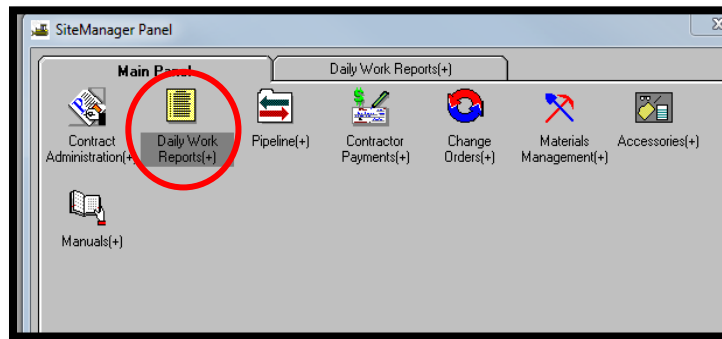 SiteManager Panel
Main Panel
Daily Work Reports(+)
Contract
Administration(+)
Daily Work
Reports(+)
Pipeline(+)
Contractor
Payments(+)
Change
Orders(+)
Materials
Management(+)
Accessories(+)
Manuals(+)